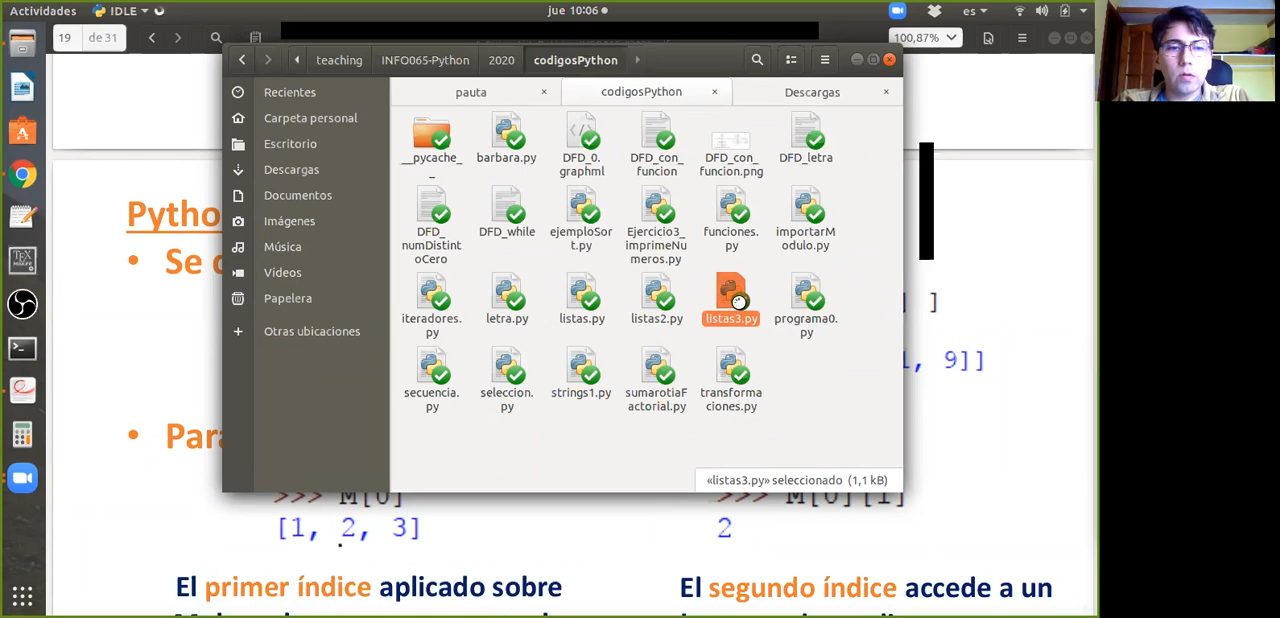 Actividades
IDLE
jue 10:06
es
19
de 31
100,87%
teaching
INFO065-Python
2020
codigosPython
Recientes
Carpeta personal
Escritorio
Descargas
Documentos
Imágenes
Música
Vídeos
Papelera
Otras ubicaciones
pauta
codigosPython
Descargas
__pycache_
_
barbara.py
DFD_0.
graphml
DFD_con_
funcion
DFD_con_
funcion.png
DFD_letra
DFD_
numDistint
oCero
DFD_while
ejemploSor
t.py
Ejercicio3_
imprimeNu
meros.py
funciones.
py
importarM
odulo.py
iteradores.
py
letra.py
listas.py
listas2.py
listas3.py
programa0.
py
secuencia.
py
seleccion.
py
strings1.py
sumarotiaF
actorial.py
transforma
ciones.py
«listas3.py» seleccionado (1,1 kB)
Pytho
• Se
]
1, 9]]
• Par
>>> M[0]
[1, 2, 3]
>>> M[0][1]
2
El primer índice aplicado sobre
El segundo índice accede a un